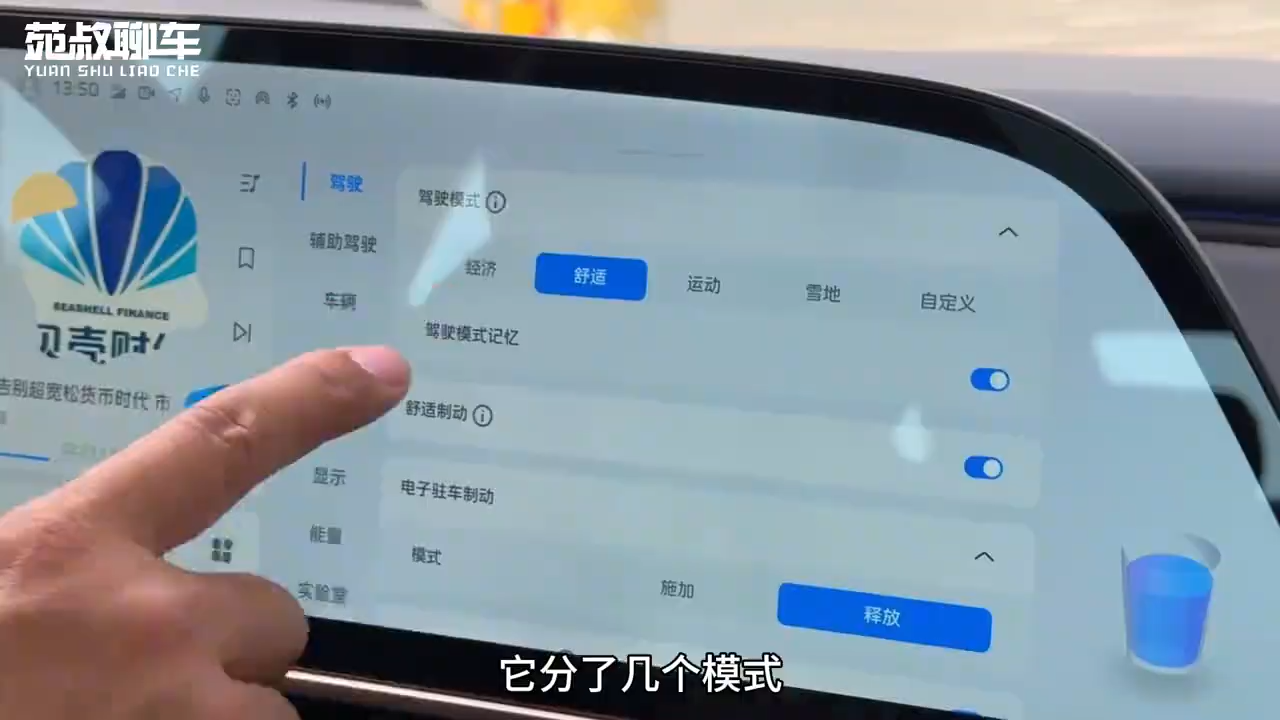 苑叔聊车
YUAN SHU LIAO CHE
13:50
SEASHELL FINANCE
贝壳财
告别超宽松货币时代 市
驾驶
辅助驾驶
车辆
显示
能量
实验室
驾驶模式
经济
舒适
运动
雪地
自定义
驾驶模式记忆
舒适制动
电子驻车制动
模式
施加
释放
它分了几个模式